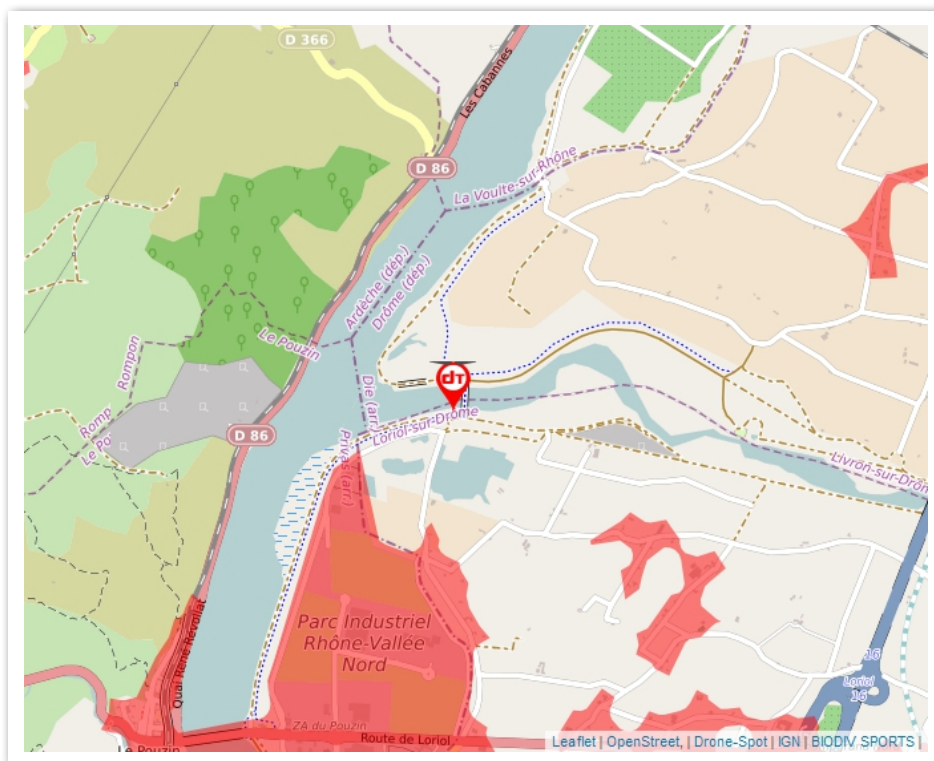 D 366
Les Cabannes
D 86
La Voulte-sur-Rhône
Ardèche (dép.)
Drôme (dép.)
Le Pouzin
Rompon
Romp
Le Po
D 86
dT
Die (arr.)
Privas (arr.)
Loriol-sur-Drôme
Livron-sur-Drôm
Quai René Revollat
Parc Industriel
Rhône-Vallée
Nord
16
Loriol
16
ZA du Pouzin
Route de Loriol
Le Pouzin
Leaflet | OpenStreet, | Drone-Spot | IGN | BIODIV SPORTS |